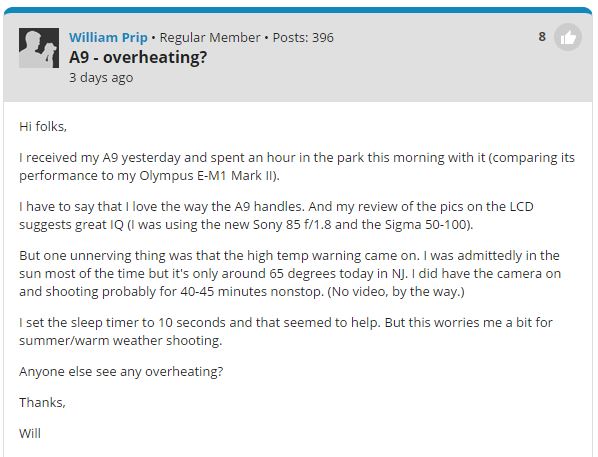 William Prip • Regular Member • Posts: 396
8
A9 - overheating?
3 days ago
Hi folks,
I received my A9 yesterday and spent an hour in the park this morning with it (comparing its
performance to my Olympus E-M1 Mark II).
I have to say that I love the way the A9 handles. And my review of the pics on the LCD
suggests great IQ (I was using the new Sony 85 f/1.8 and the Sigma 50-100).
But one unnerving thing was that the high temp warning came on. I was admittedly in the
sun most of the time but it's only around 65 degrees today in NJ. I did have the camera on
and shooting probably for 40-45 minutes nonstop. (No video, by the way.)
I set the sleep timer to 10 seconds and that seemed to help. But this worries me a bit for
summer/warm weather shooting.
Anyone else see any overheating?
Thanks,
Will